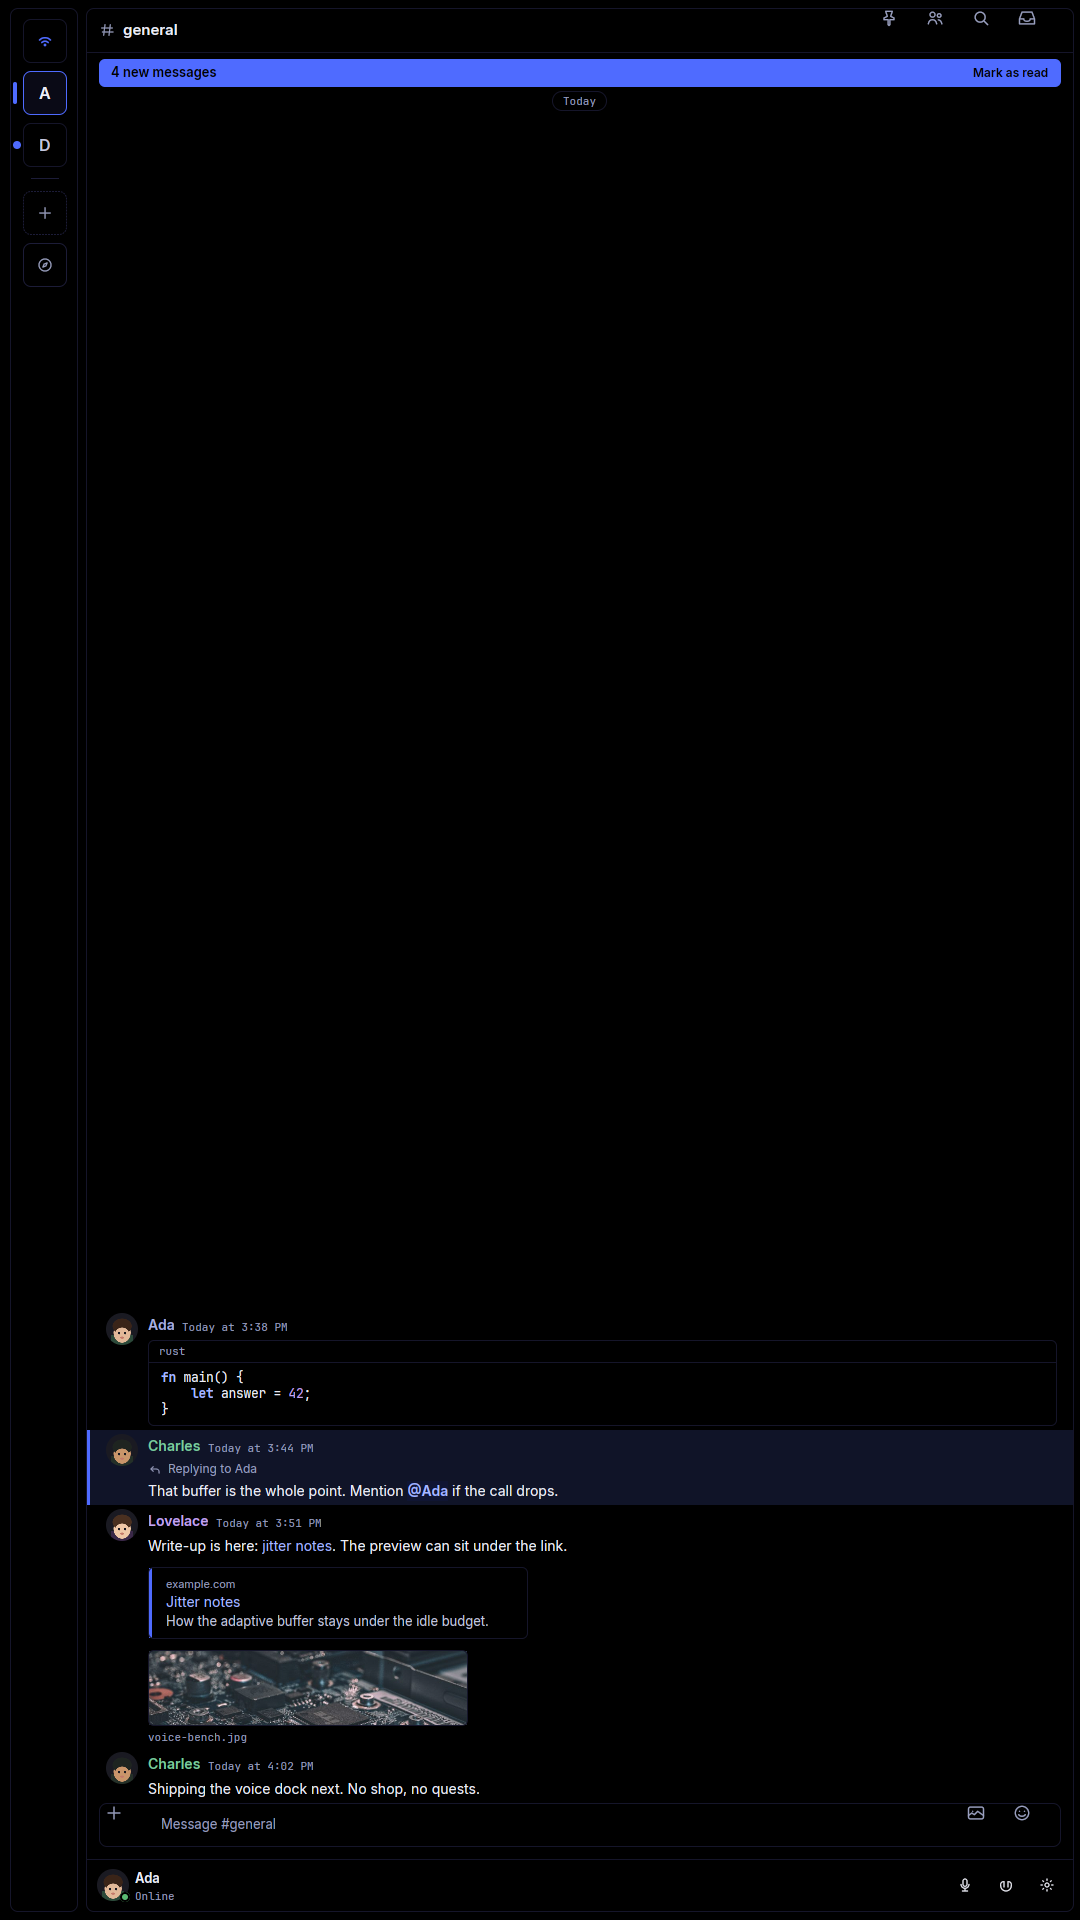 general
4 new messages
Mark as read
Today
A
D
Ada Today at 3:38 PM
rust
fn main() {
    let answer = 42;
}
Charles Today at 3:44 PM
Replying to Ada
That buffer is the whole point. Mention @Ada if the call drops.
Lovelace Today at 3:51 PM
Write-up is here: jitter notes. The preview can sit under the link.
example.com
Jitter notes
How the adaptive buffer stays under the idle budget.
voice-bench.jpg
Charles Today at 4:02 PM
Shipping the voice dock next. No shop, no quests.
Message #general
Ada
Online